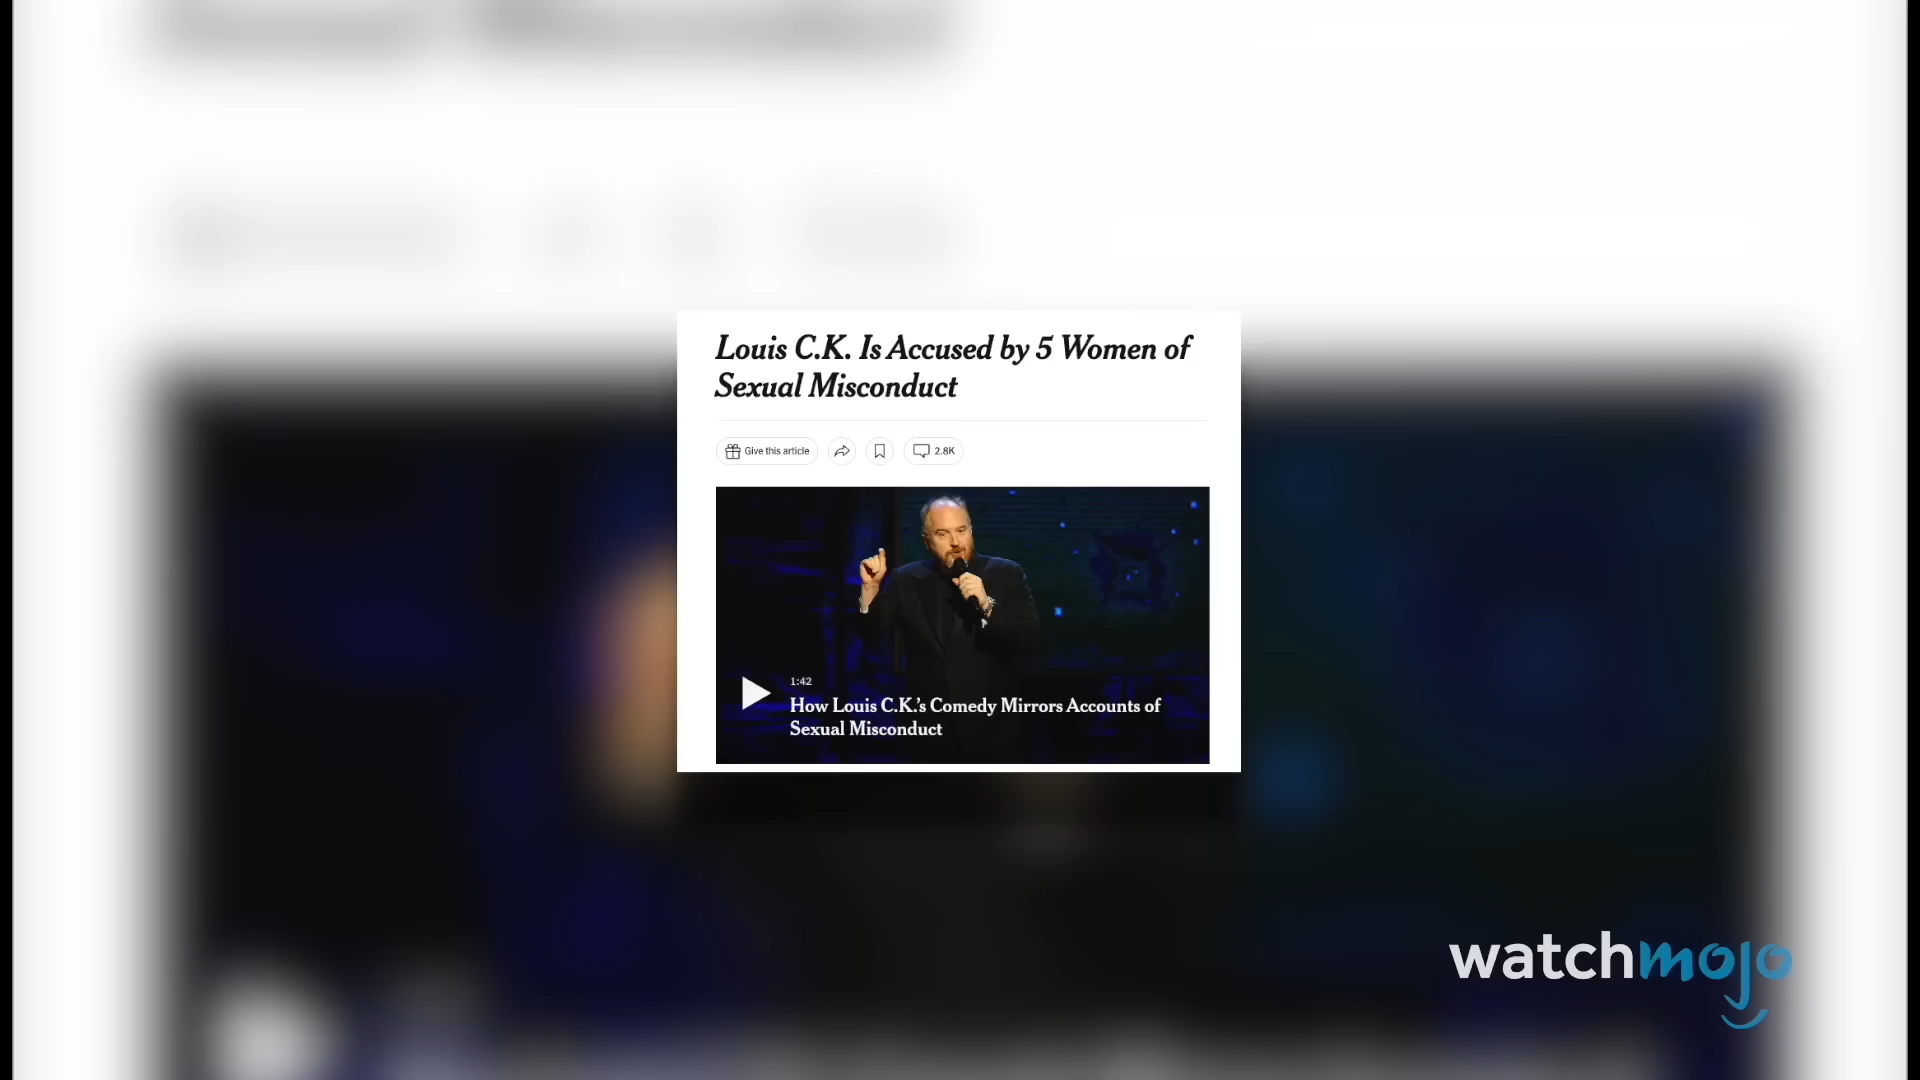 Louis C.K. Is Accused by 5 Women of
Sexual Misconduct
Give this article
2.8K
1:42
How Louis C.K.'s Comedy Mirrors Accounts of
Sexual Misconduct
watchmojo